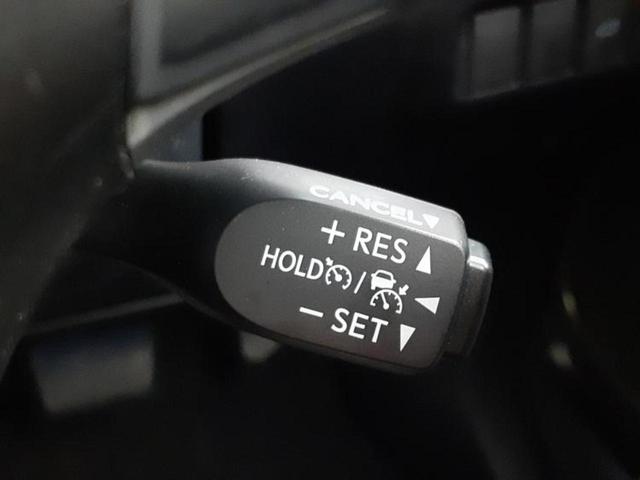 CANCEL▼
+ RES ▲
HOLD / ◀
− SET ▼